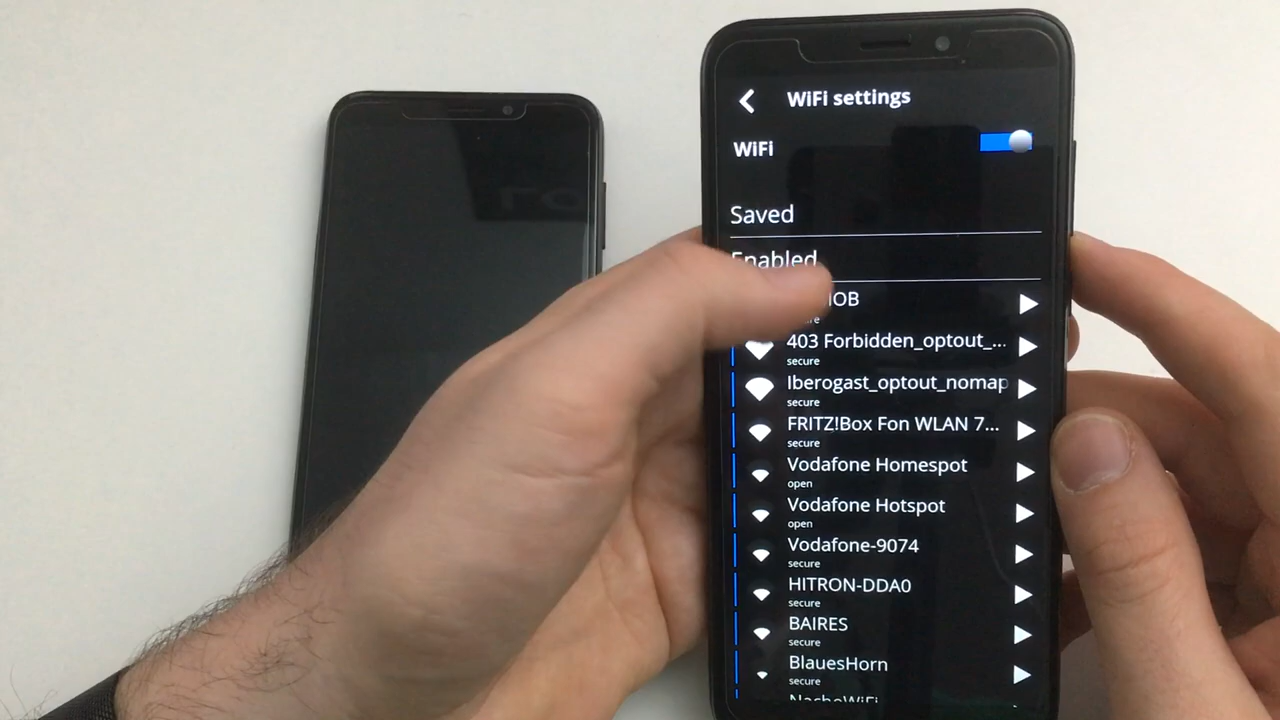 WiFi settings
WiFi
Saved
Enabled
403 Forbidden_optout_...
secure
Iberogast_optout_nomap
secure
FRITZ!Box Fon WLAN 7...
secure
Vodafone Homespot
open
Vodafone Hotspot
open
Vodafone-9074
secure
HITRON-DDA0
secure
BAIRES
secure
BlauesHorn
secure
NachoWiFi